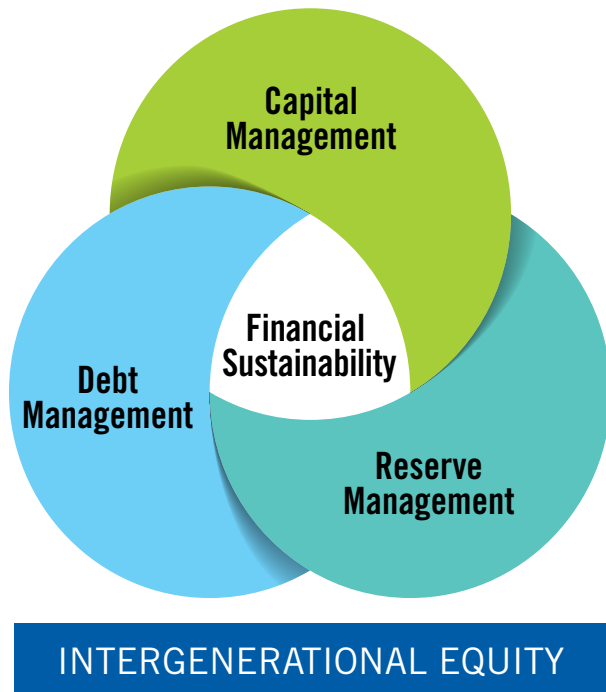 Capital
Management
Financial
Sustainability
Debt
Management
Reserve
Management
INTERGENERATIONAL EQUITY